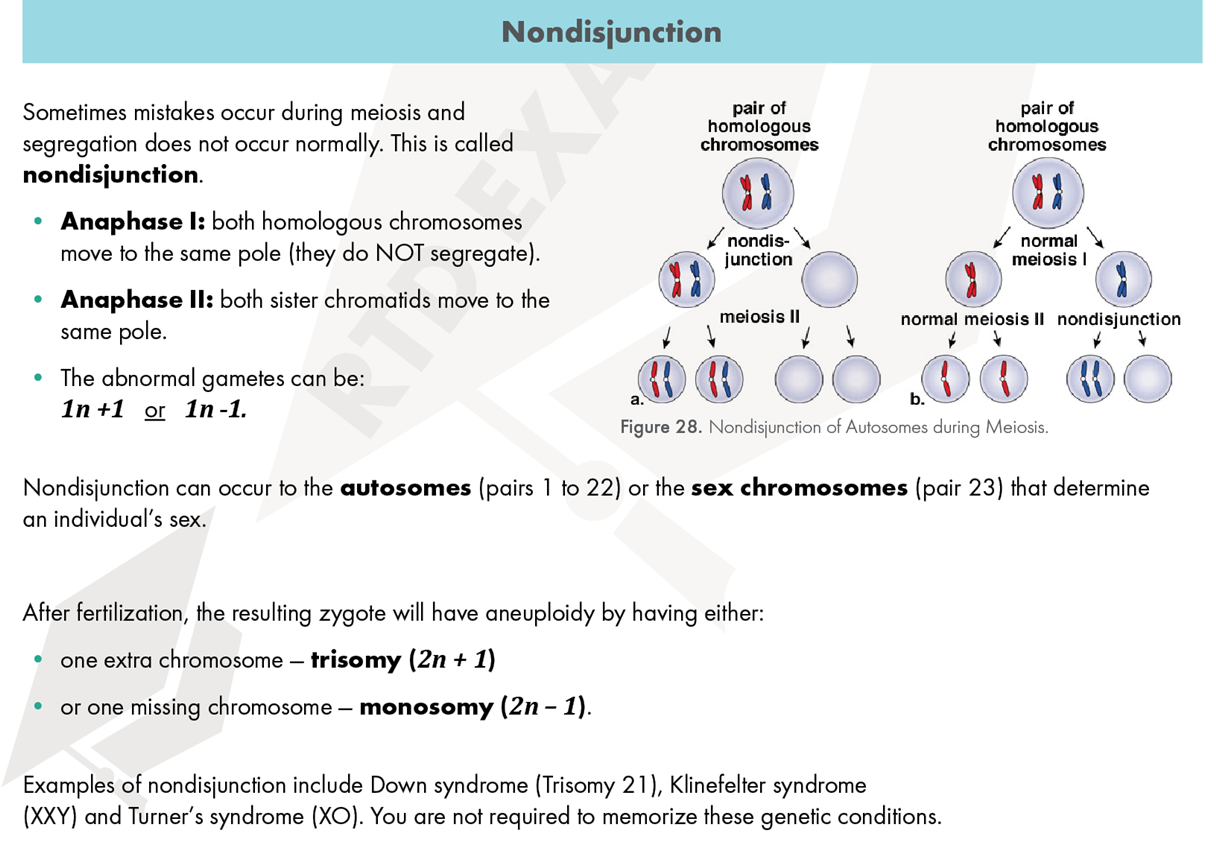 Nondisjunction
Sometimes mistakes occur during meiosis and
segregation does not occur normally. This is called
nondisjunction.
• Anaphase I: both homologous chromosomes
move to the same pole (they do NOT segregate).
• Anaphase II: both sister chromatids move to the
same pole.
• The abnormal gametes can be:
1n +1 or 1n -1.
pair of
homologous
chromosomes
nondis-
junction
meiosis II
a.
pair of
homologous
chromosomes
normal
meiosis I
normal meiosis II nondisjunction
b.
Figure 28. Nondisjunction of Autosomes during Meiosis.
Nondisjunction can occur to the autosomes (pairs 1 to 22) or the sex chromosomes (pair 23) that determine
an individual's sex.
After fertilization, the resulting zygote will have aneuploidy by having either:
• one extra chromosome – trisomy (2n + 1)
• or one missing chromosome – monosomy (2n – 1).
Examples of nondisjunction include Down syndrome (Trisomy 21), Klinefelter syndrome
(XXY) and Turner's syndrome (XO). You are not required to memorize these genetic conditions.
RTD EXA